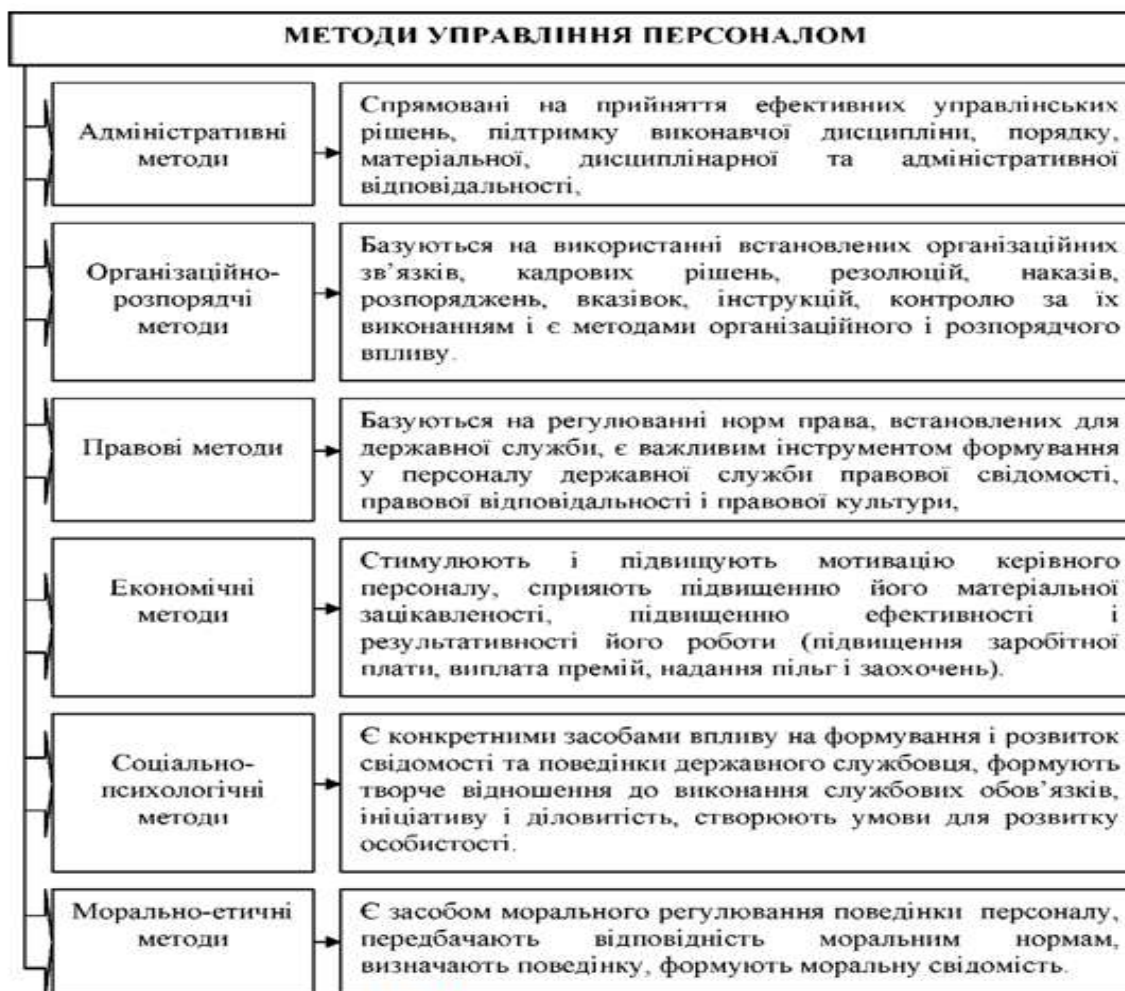 МЕТОДИ УПРАВЛІННЯ ПЕРСОНАЛОМ
Адміністративні
методи
Спрямовані на прийняття ефективних управлінських
рішень, підтримку виконавчої дисципліни, порядку,
матеріальної, дисциплінарної та адміністративної
відповідальності,
Організаційно-
розпорядчі
методи
Базуються на використанні встановлених організаційних
зв’язків, кадрових рішень, резолюцій, наказів,
розпоряджень, вказівок, інструкцій, контролю за їх
виконанням і є методами організаційного і розпорядчого
впливу.
Правові методи
Базуються на регулюванні норм права, встановлених для
державної служби, є важливим інструментом формування
у персоналу державної служби правової свідомості,
правової відповідальності і правової культури,
Економічні
методи
Стимулюють і підвищують мотивацію керівного
персоналу, сприяють підвищенню його матеріальної
зацікавленості, підвищенню ефективності і
результативності його роботи (підвищення заробітної
плати, виплата премій, надання пільг і заохочень).
Соціально-
психологічні
методи
Є конкретними засобами впливу на формування і розвиток
свідомості та поведінки державного службовця, формують
творче відношення до виконання службових обов’язків,
ініціативу і діловитість, створюють умови для розвитку
особистості.
Морально-етичні
методи
Є засобом морального регулювання поведінки персоналу,
передбачають відповідність моральним нормам,
визначають поведінку, формують моральну свідомість.